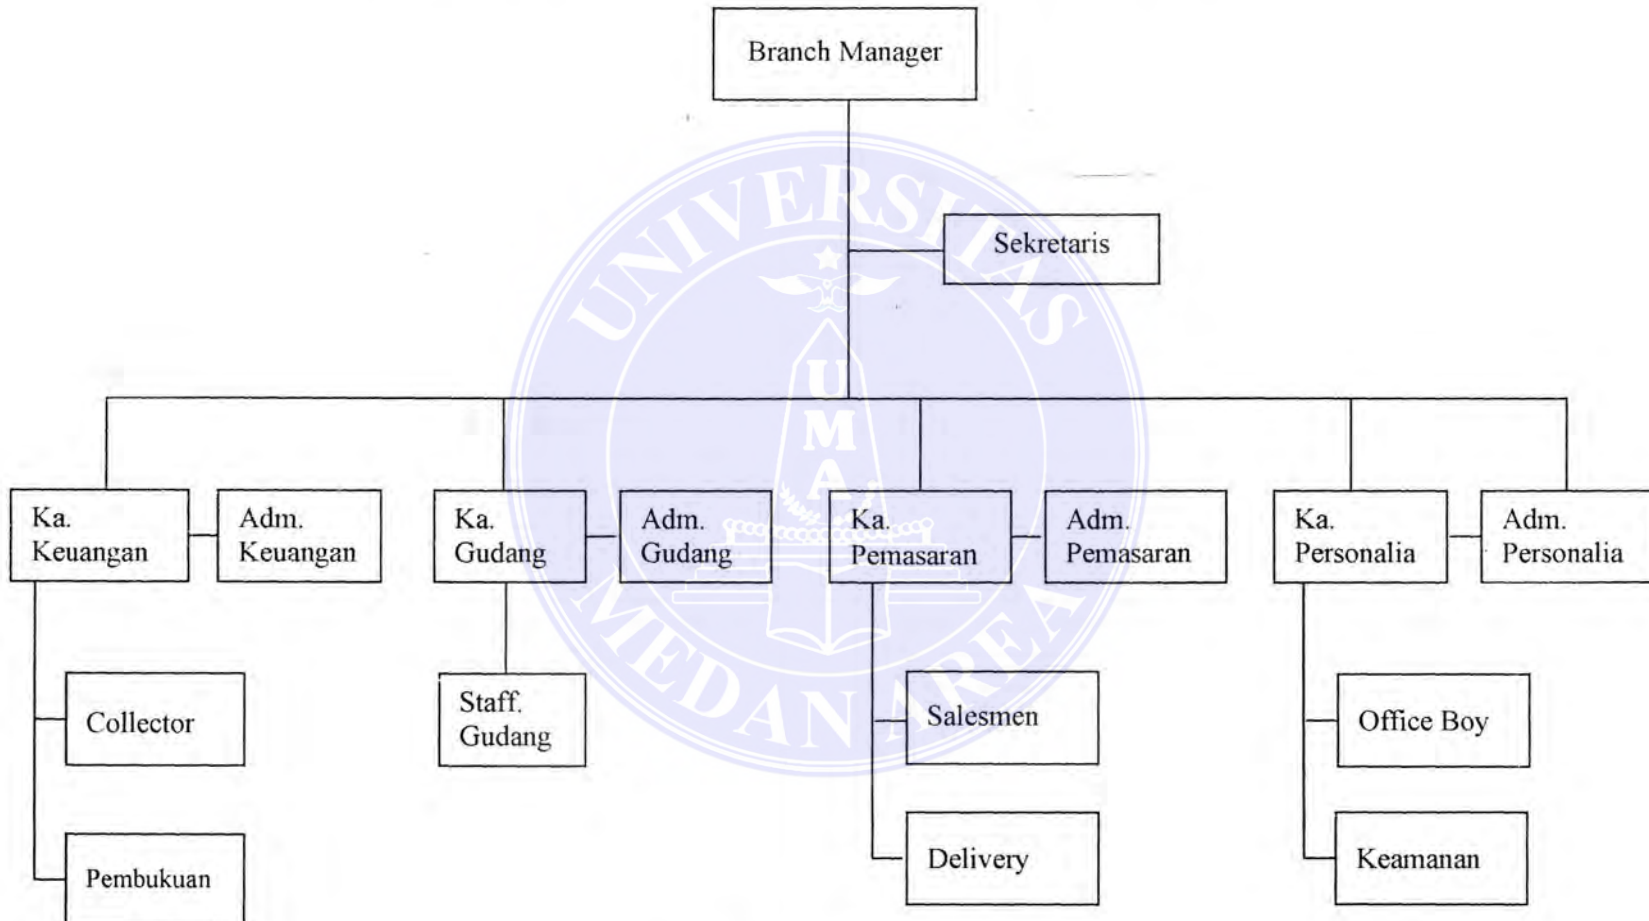 Branch Manager
Sekretaris
Ka.
Keuangan
Adm.
Keuangan
Ka.
Gudang
Adm.
Gudang
Ka.
Pemasaran
Adm.
Pemasaran
Ka.
Personalia
Adm.
Personalia
Collector
Staff.
Gudang
Salesmen
Office Boy
Pembukuan
Delivery
Keamanan
UNIVERSITAS
UMA
MEDAN AREA